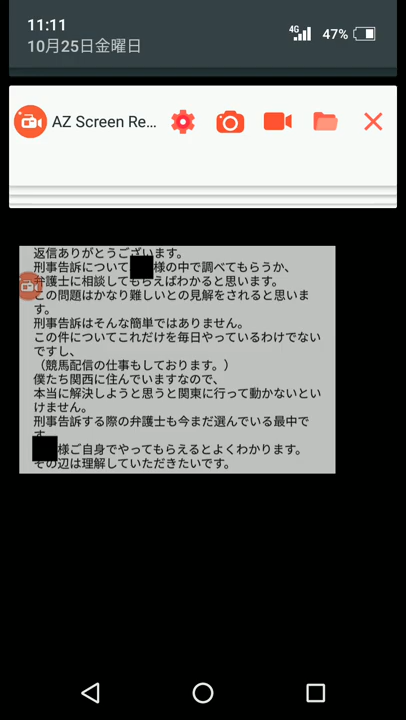 11:11
10月25日金曜日
4G
47%
AZ Screen Re...
返信ありがとうございます。
刑事告訴について 様の中で調べてもらうか、
弁護士に相談してもらえばわかると思います。
この問題はかなり難しいとの見解をされると思いま
す。
刑事告訴はそんな簡単ではありません。
この件についてこれだけを毎日やっているわけでない
ですし、
（競馬配信の仕事もしております。）
僕たち関西に住んでいますなので、
本当に解決しようと思うと関東に行って動かないとい
けません。
刑事告訴する際の弁護士も今まだ選んでいる最中で
す。
様ご自身でやってもらえるとよくわかります。
その辺は理解していただきたいです。